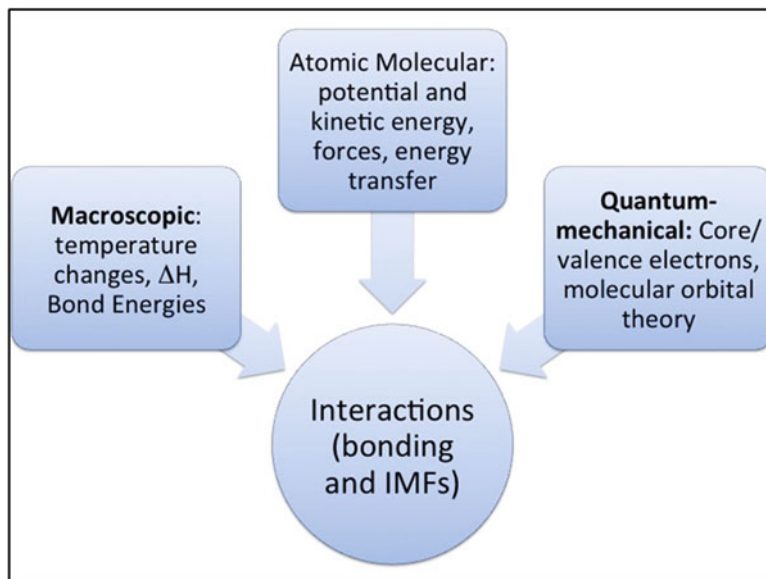 Macroscopic:
temperature
changes, ΔH,
Bond Energies
Atomic Molecular:
potential and
kinetic energy,
forces, energy
transfer
Quantum-
mechanical: Core/
valence electrons,
molecular orbital
theory
Interactions
(bonding
and IMFs)